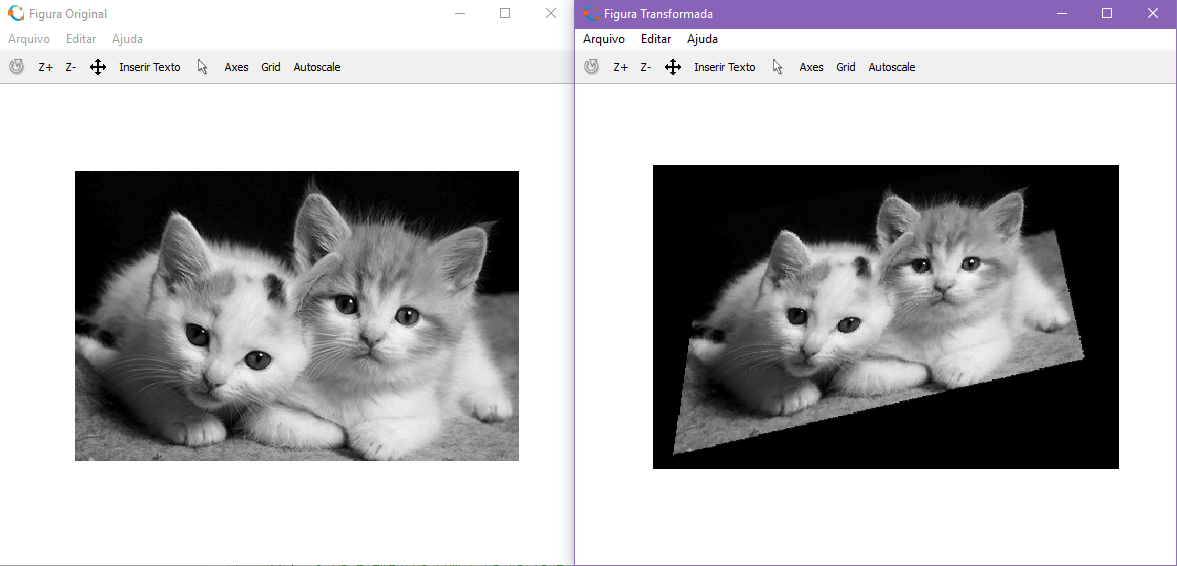 Figura Original
Arquivo Editar Ajuda
Z+ Z- Inserir Texto Axes Grid Autoscale
Figura Transformada
Arquivo Editar Ajuda
Z+ Z- Inserir Texto Axes Grid Autoscale